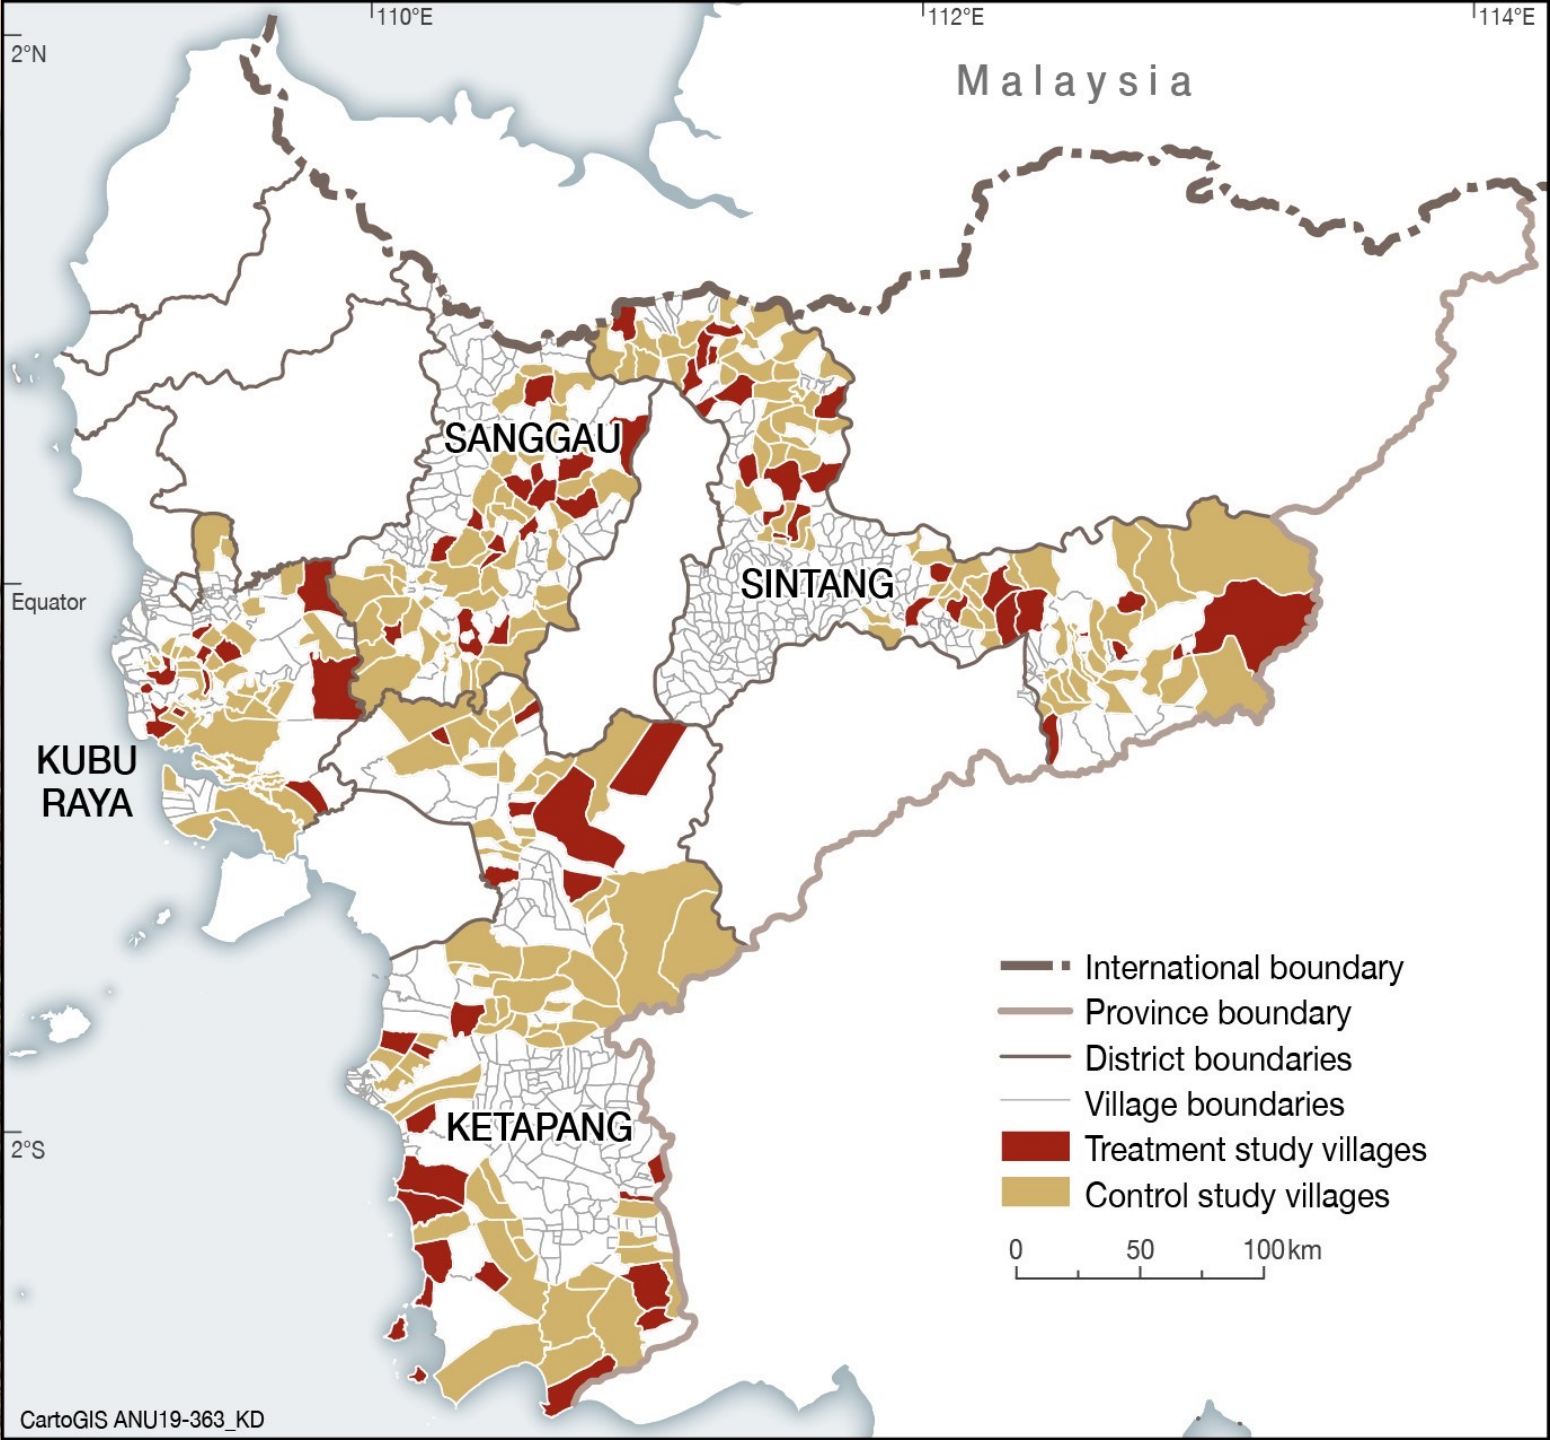 110°E
112°E
114°E
2°N
Malaysia
SANGGAU
SINTANG
Equator
KUBU
RAYA
International boundary
Province boundary
District boundaries
Village boundaries
KETAPANG
2°S
Treatment study villages
Control study villages
0 50 100km
CartoGIS ANU19-363_KD